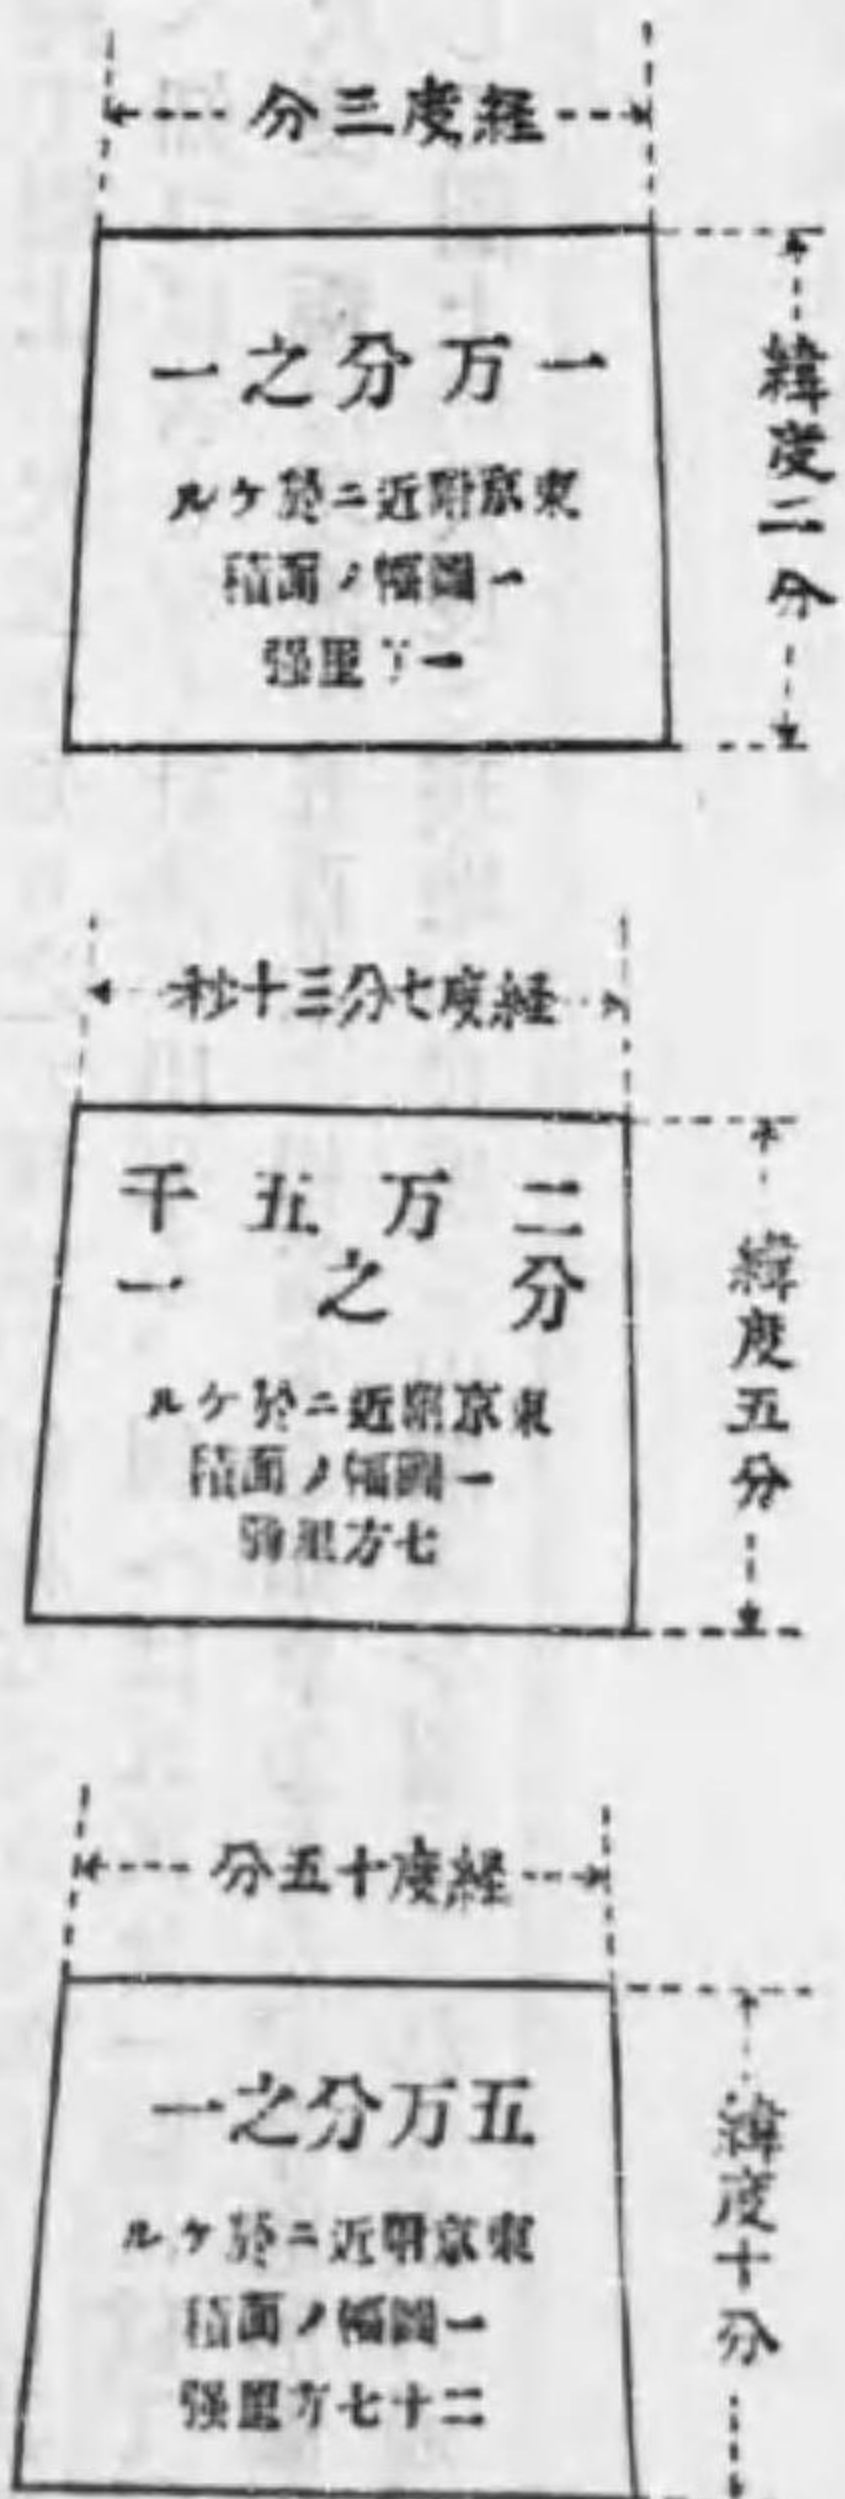 経度三分
緯度二分
一万分之一
東京附近ニ於ケル
一圖幅ノ面積
一方里强
経度七分三十秒
緯度五分
二万五千
分之一
東京附近ニ於ケル
一圖幅ノ面積
七方里弱
経度十五分
緯度十分
五万分之一
東京附近ニ於ケル
一圖幅ノ面積
二十七方里强